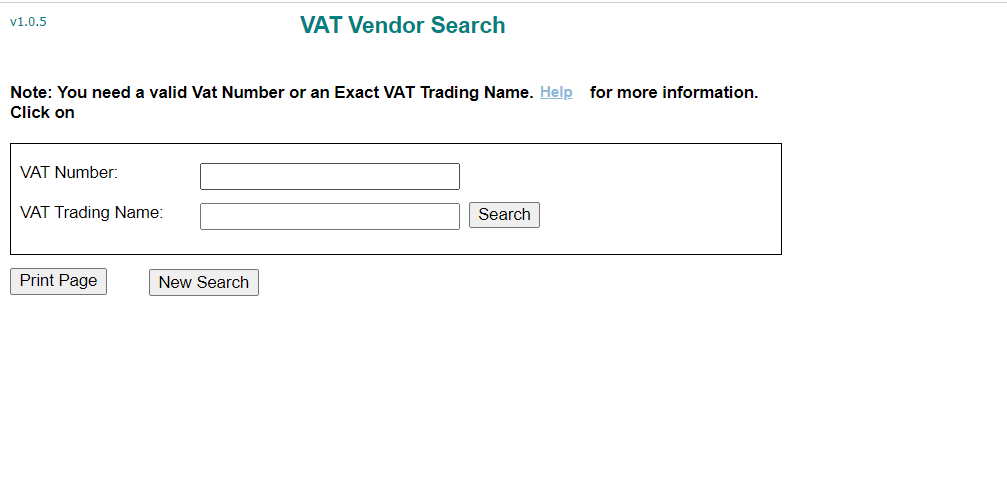 v1.0.5
VAT Vendor Search
Note: You need a valid Vat Number or an Exact VAT Trading Name. Help for more information.
Click on
VAT Number:
VAT Trading Name:
Search
Print Page
New Search